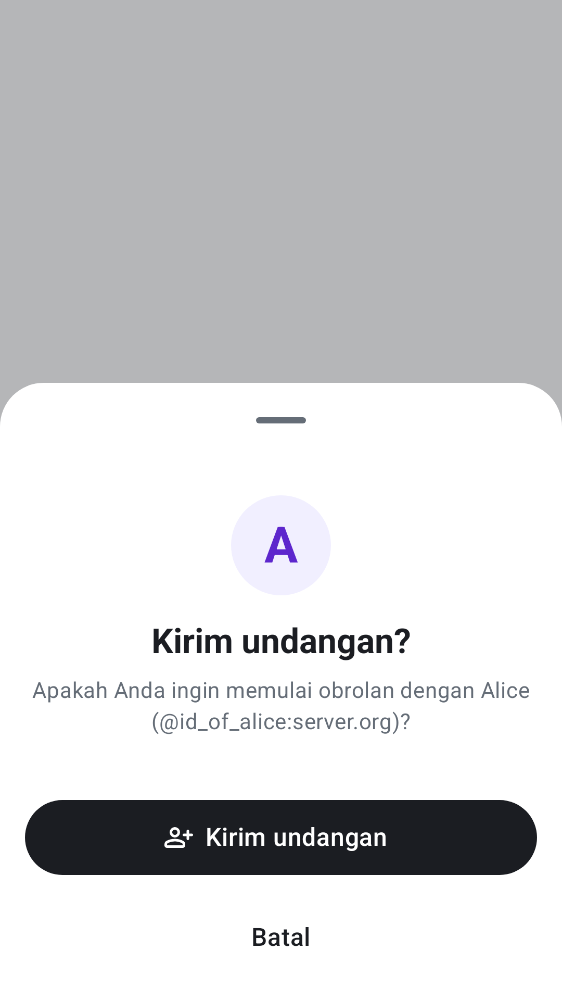 A
Kirim undangan?
Apakah Anda ingin memulai obrolan dengan Alice
(@id_of_alice:server.org)?
Kirim undangan
Batal